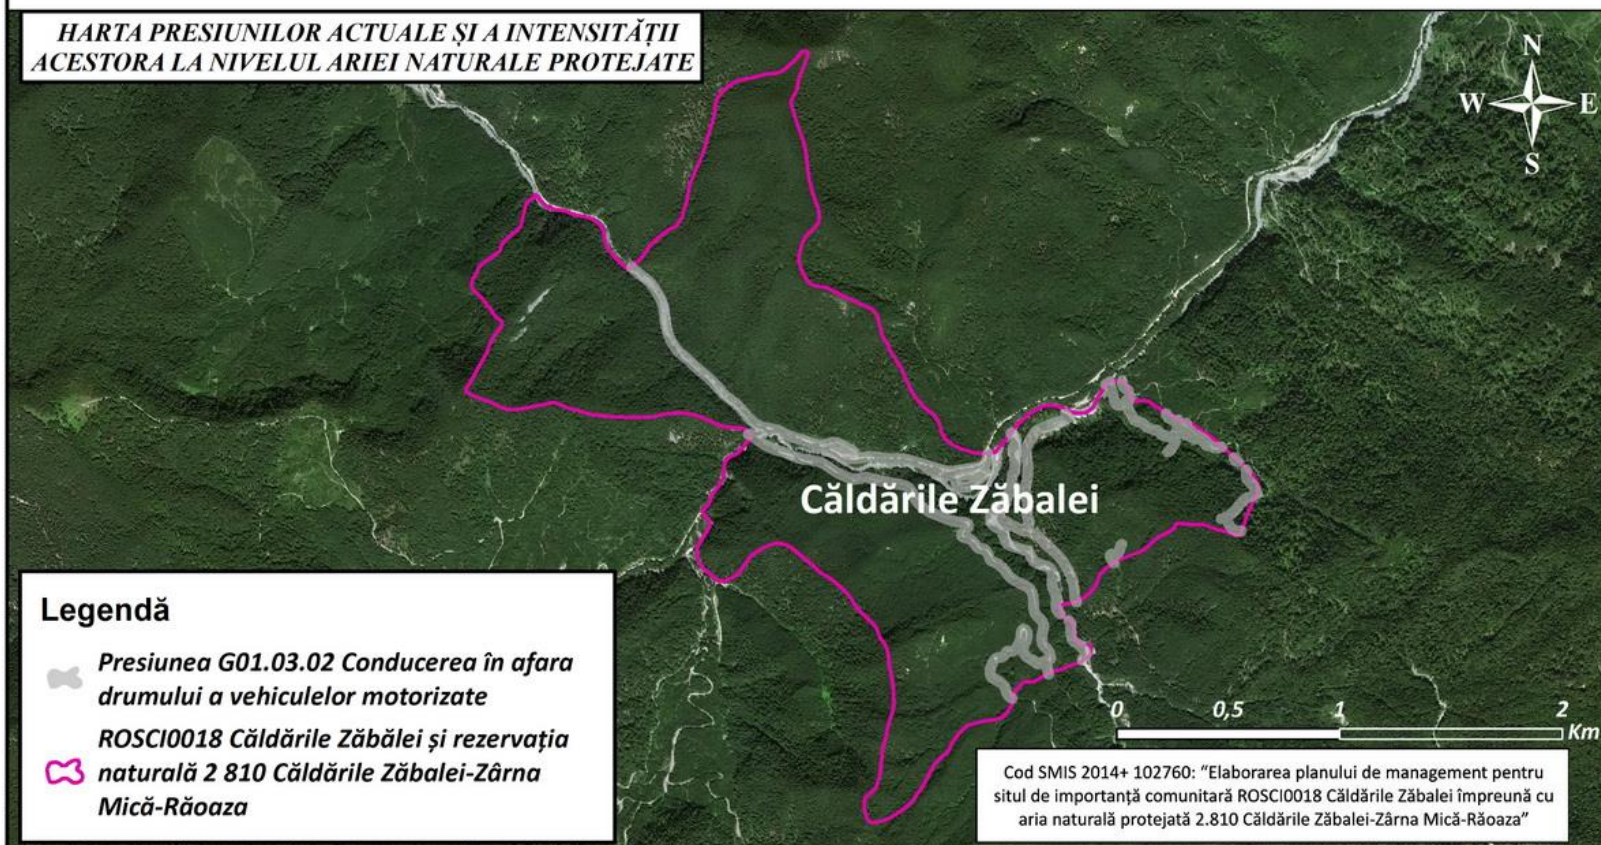 HARTA PRESIUNILOR ACTUALE ȘI A INTENSITĂȚII
ACESTORA LA NIVELUL ARIEI NATURALE PROTEJATE
N
W
E
S
Căldările Zăbalei
Legendă
Presiunea G01.03.02 Conducerea în afara
drumului a vehiculelor motorizate
ROSCI0018 Căldările Zăbălei și rezervația
naturală 2 810 Căldările Zăbalei-Zârna
Mică-Răoaza
0 0,5 1 2
Km
Cod SMIS 2014+ 102760: “Elaborarea planului de management pentru
situl de importanță comunitară ROSCI0018 Căldările Zăbalei împreună cu
aria naturală protejată 2.810 Căldările Zăbalei-Zârna Mică-Răoaza”